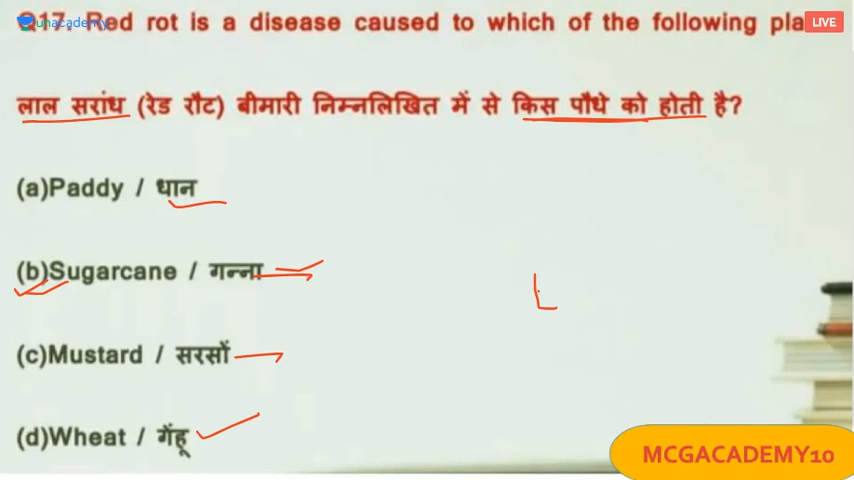 Q17. Red rot is a disease caused to which of the following pla
unacademy
LIVE
लाल सरांध (रेड रौट) बीमारी निम्नलिखित में से किस पौधे को होती है?
(a)Paddy / धान
(b)Sugarcane / गन्ना
(c)Mustard / सरसों
(d)Wheat / गेंहू
MCGACADEMY10